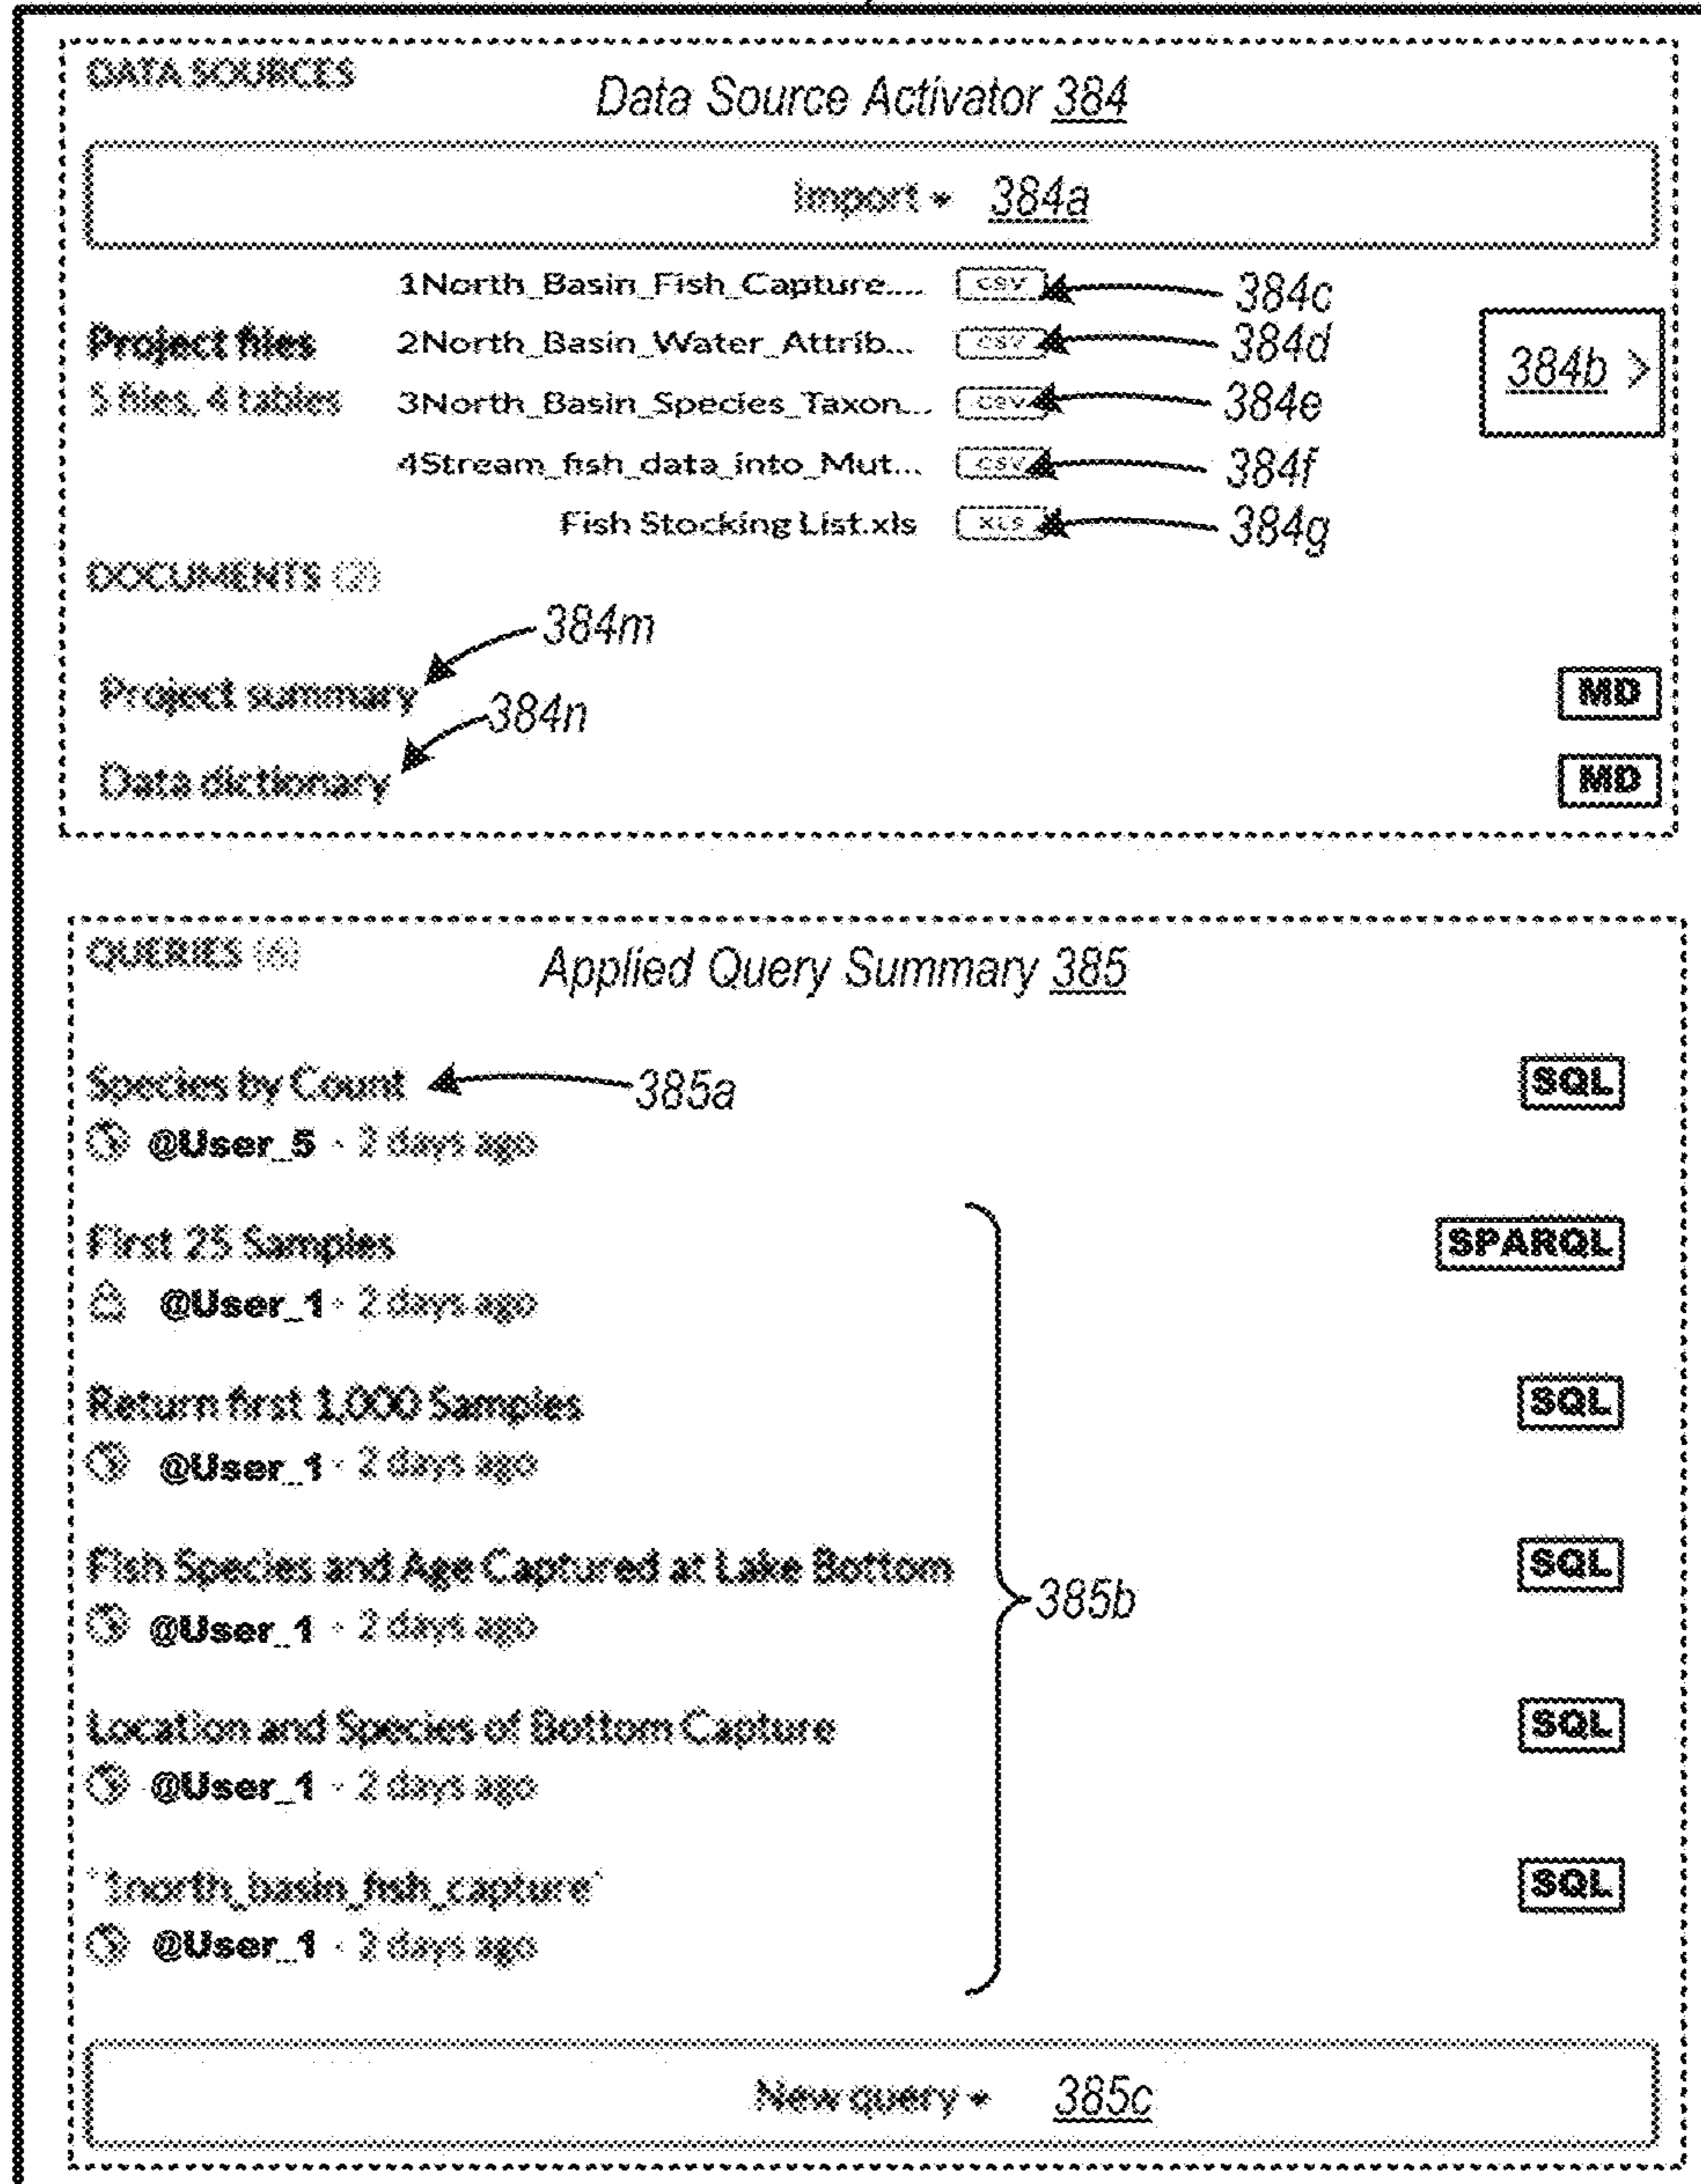 DATA SOURCES
Data Source Activator 384
Import 384a
1North_Basin_Fish_Capture.... CSV 384c
Project files 2North_Basin_Water_Attrib... CSV 384d
384b >
5 files, 4 tables 3North_Basin_Species_Taxon... CSV 384e
4Stream_fish_data_into_Mut... CSV 384f
Fish Stocking List.xls XLS 384g
DOCUMENTS (2)
384m
Project summary MD
384n
Data dictionary MD
QUERIES (6)
Applied Query Summary 385
Species by Count 385a SQL
@User_5 · 2 days ago
First 25 Samples SPARQL
@User_1 · 2 days ago
Return first 1,000 Samples SQL
@User_1 · 2 days ago
Fish Species and Age Captured at Lake Bottom SQL
385b
@User_1 · 2 days ago
Location and Species of Bottom Capture SQL
@User_1 · 2 days ago
`1north_basin_fish_capture` SQL
@User_1 · 2 days ago
New query 385c